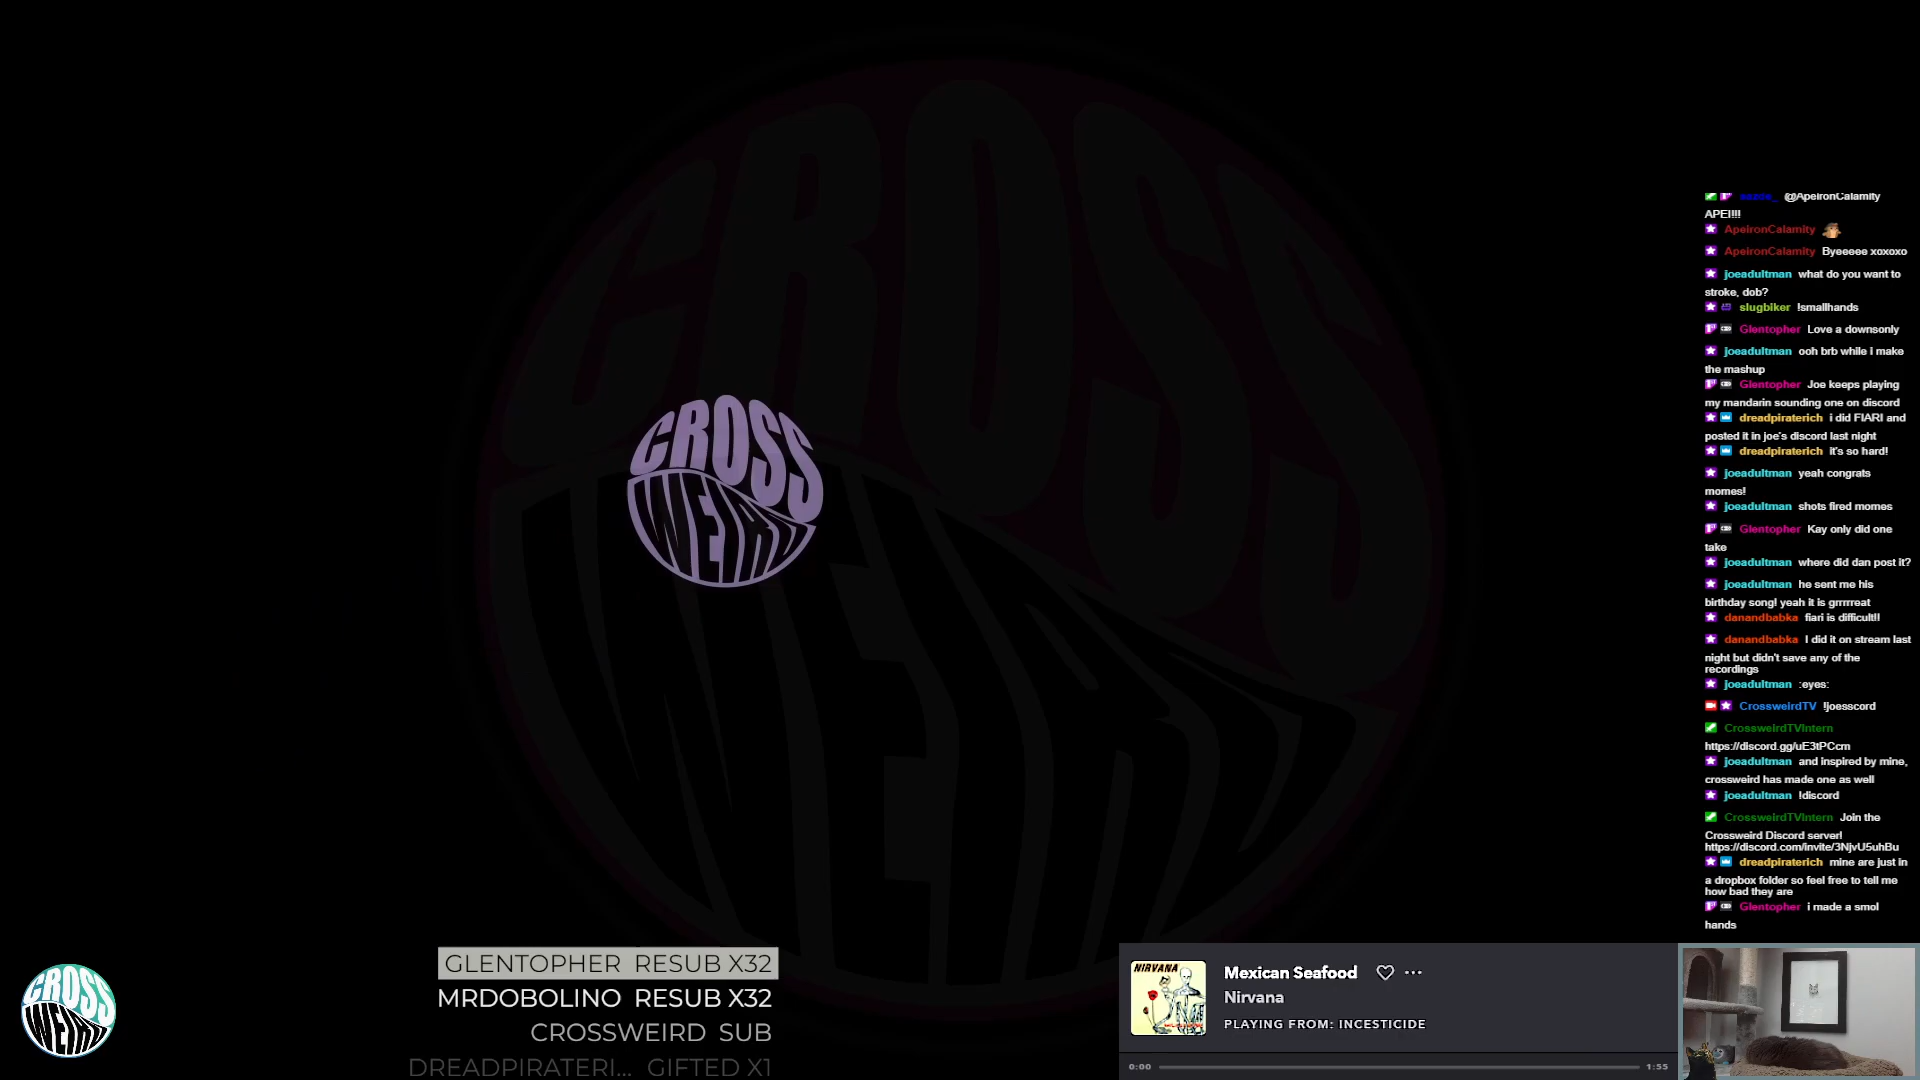 CROSS
WEIRD
CROSS
WEIRD
@ApeironCalamity
APEI!!!
ApeironCalamity
ApeironCalamity Byeeeee xoxoxo
joeadultman what do you want to
stroke, dob?
slugbiker !smallhands
Glentopher Love a downsonly
joeadultman ooh brb while i make
the mashup
Glentopher Joe keeps playing
my mandarin sounding one on discord
dreadpiraterich i did FIARI and
posted it in joe's discord last night
dreadpiraterich it's so hard!
joeadultman yeah congrats
momes!
joeadultman shots fired momes
Glentopher Kay only did one
take
joeadultman where did dan post it?
joeadultman he sent me his
birthday song! yeah it is grrrrreat
danandbabka fiari is difficult!!
danandbabka I did it on stream last
night but didn't save any of the
recordings
joeadultman :eyes:
CrossweirdTV !joesscord
CrossweirdTVIntern
https://discord.gg/uE3tPCcm
joeadultman and inspired by mine,
crossweird has made one as well
joeadultman !discord
CrossweirdTVIntern Join the
Crossweird Discord server!
https://discord.com/invite/3NjvU5uhBu
dreadpiraterich mine are just in
a dropbox folder so feel free to tell me
how bad they are
Glentopher i made a smol
hands
CROSS
WEIRD
GLENTOPHER RESUB X32
MRDOBOLINO RESUB X32
CROSSWEIRD SUB
DREADPIRATERI... GIFTED X1
NIRVANA
Mexican Seafood
Nirvana
PLAYING FROM: INCESTICIDE
0:00 1:55